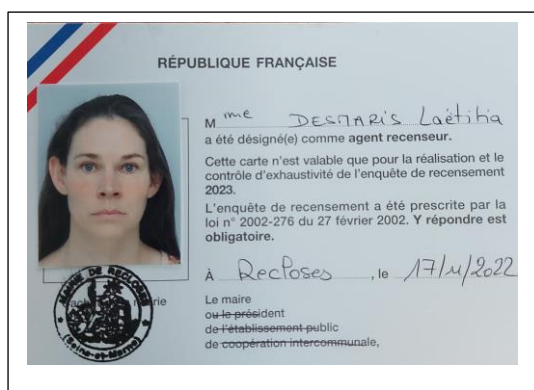 RÉPUBLIQUE FRANÇAISE
Mme DESMARIS Laëtitia
a été désigné(e) comme agent recenseur.
Cette carte n'est valable que pour la réalisation et le
contrôle d'exhaustivité de l'enquête de recensement
2023.
L'enquête de recensement a été prescrite par la
loi n° 2002-276 du 27 février 2002. Y répondre est
obligatoire.
À Recloses , le 17/11/2022
MAIRIE DE RECLOSES
(Seine-et-Marne)
Le maire
ou le président
de l'établissement public
de coopération intercommunale,